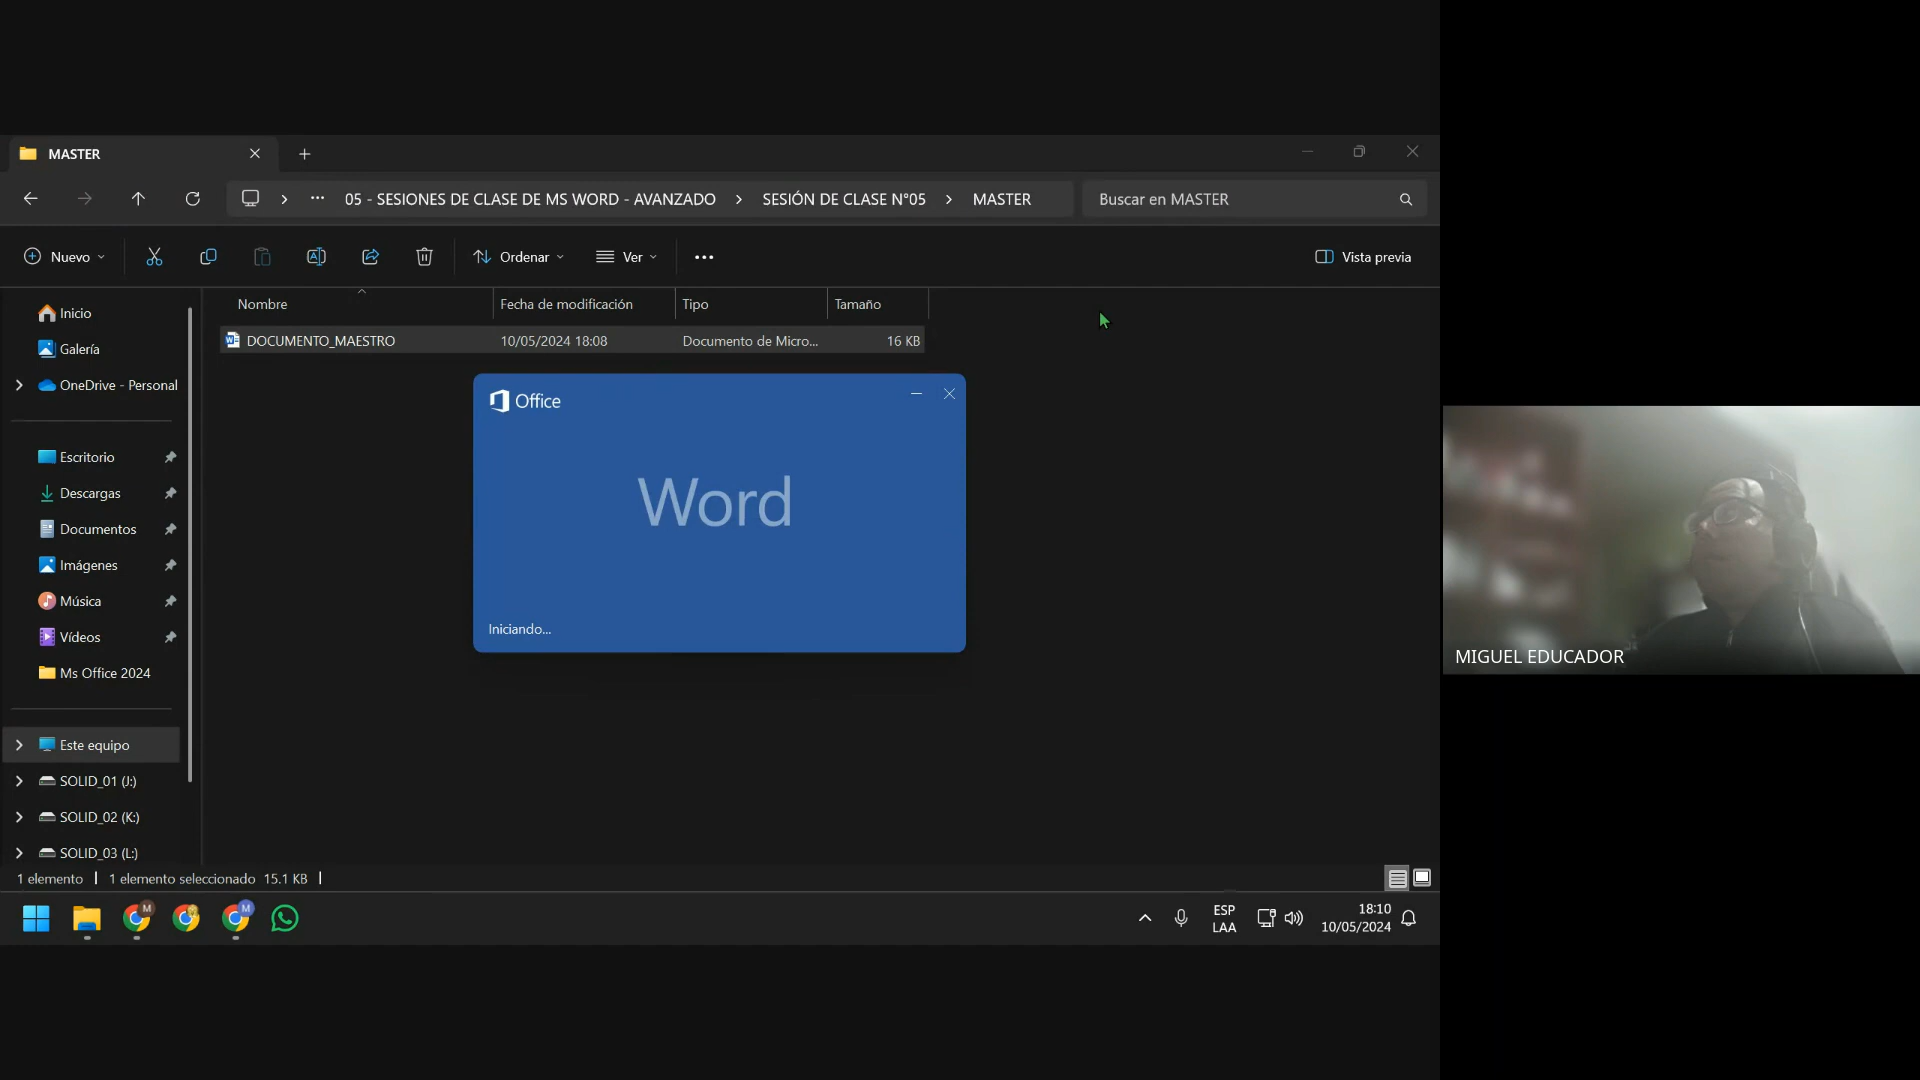 MASTER
05 - SESIONES DE CLASE DE MS WORD - AVANZADO
SESIÓN DE CLASE N°05
MASTER
Buscar en MASTER
Nuevo
Ordenar
Ver
Vista previa
Nombre
Fecha de modificación
Tipo
Tamaño
DOCUMENTO_MAESTRO
10/05/2024 18:08
Documento de Micro...
16 KB
Inicio
Galería
OneDrive - Personal
Escritorio
Descargas
Documentos
Imágenes
Música
Vídeos
Ms Office 2024
Este equipo
SOLID_01 (J:)
SOLID_02 (K:)
SOLID_03 (L:)
Office
Word
Iniciando...
MIGUEL EDUCADOR
1 elemento
1 elemento seleccionado 15.1 KB
M
M
ESP
LAA
18:10
10/05/2024